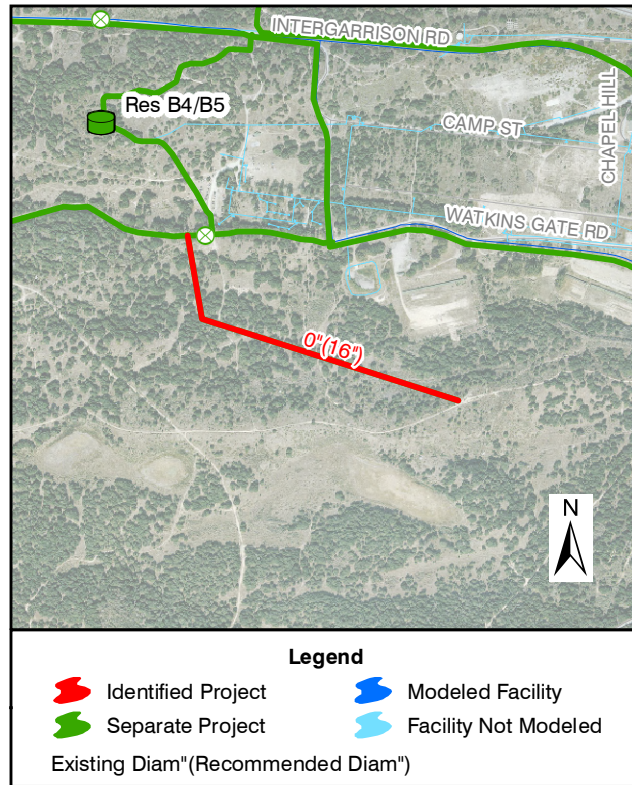 INTERGARRISON RD
Res B4/B5
CAMP ST
CHAPEL HILL
WATKINS GATE RD
0"(16")
N
Legend
Identified Project
Modeled Facility
Separate Project
Facility Not Modeled
Existing Diam"(Recommended Diam")